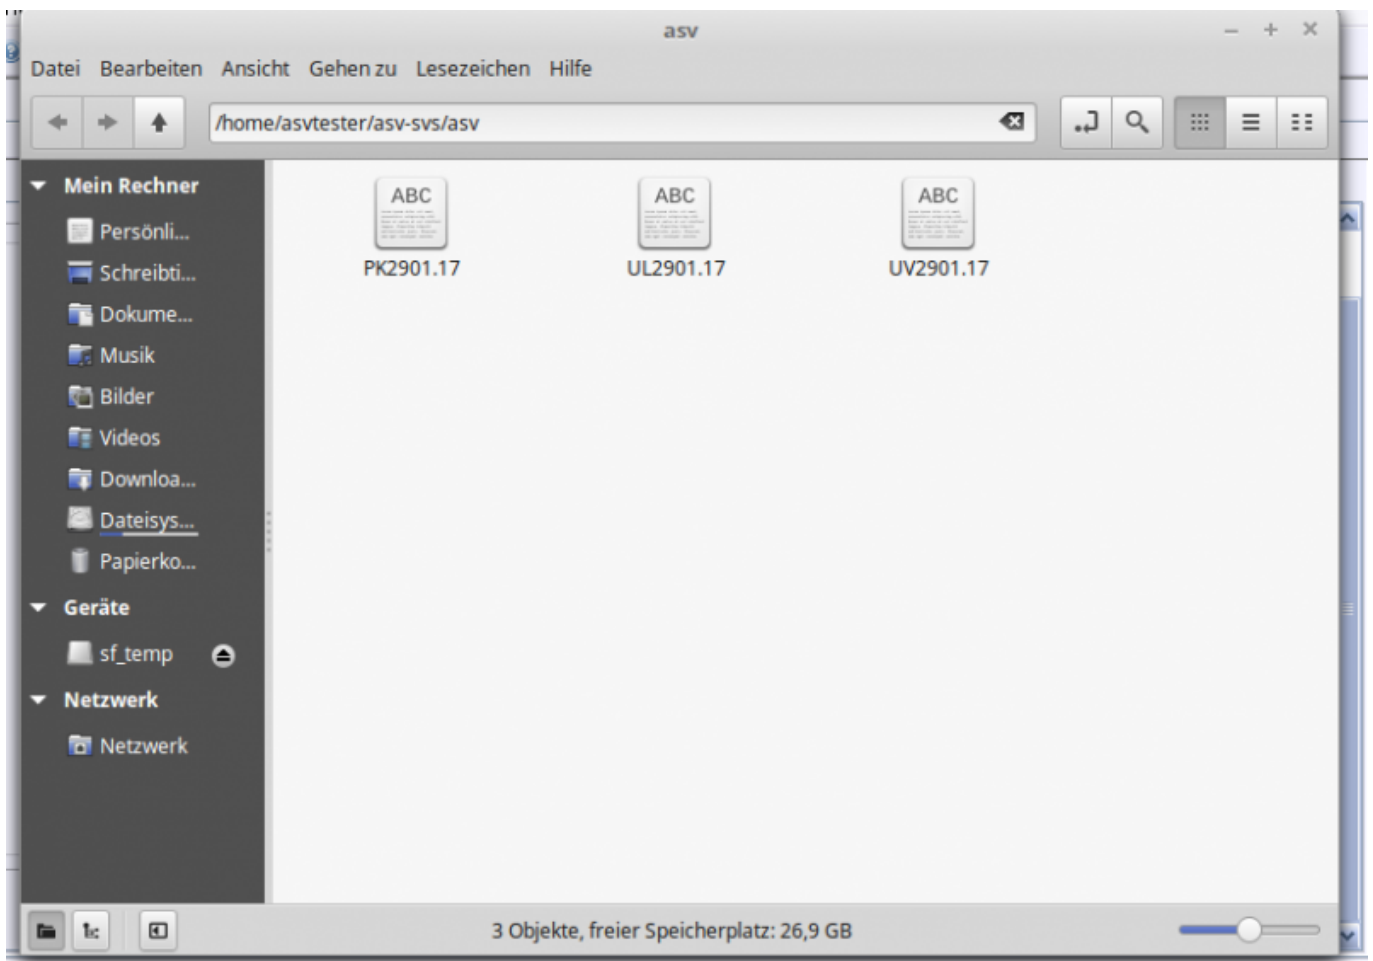 asv
Datei Bearbeiten Ansicht Gehen zu Lesezeichen Hilfe
/home/asvtester/asv-svs/asv
Mein Rechner
Persönli...
Schreibti...
Dokume...
Musik
Bilder
Videos
Downloa...
Dateisys...
Papierko...
Geräte
sf_temp
Netzwerk
Netzwerk
ABC
PK2901.17
ABC
UL2901.17
ABC
UV2901.17
3 Objekte, freier Speicherplatz: 26,9 GB